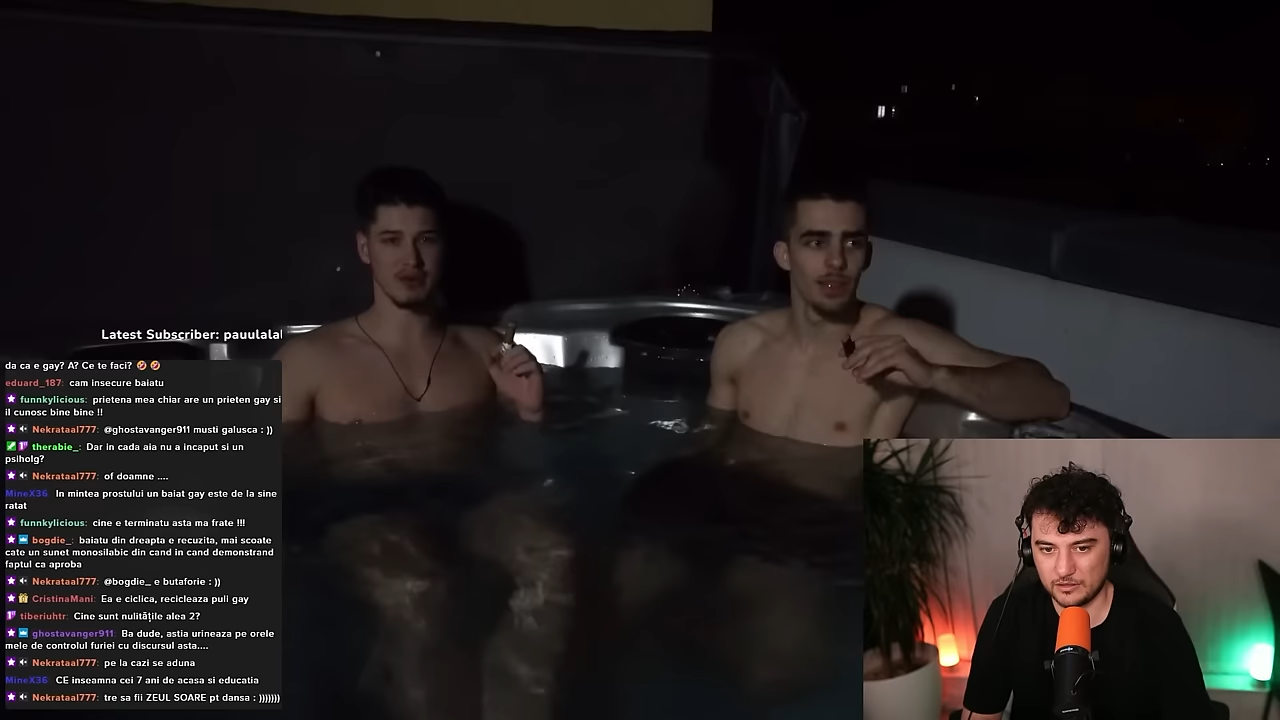 Latest Subscriber: pauulalal
da ca e gay? A? Ce te faci? 🤣 🤣
eduard_187: cam insecure baiatu
funnkylicious: prietena mea chiar are un prieten gay si
il cunosc bine bine !!
Nekrataal777: @ghostavanger911 musti galusca : ))
therabie_: Dar in cada aia nu a incaput si un
psiholg?
Nekrataal777: of doamne ....
MineX36 In mintea prostului un baiat gay este de la sine
ratat
funnkylicious: cine e terminatu asta ma frate !!!
bogdie_: baiatu din dreapta e recuzita, mai scoate
cate un sunet monosilabic din cand in cand demonstrand
faptul ca aproba
Nekrataal777: @bogdie_ e butaforie : ))
CristinaMani: Ea e ciclica, recicleaza puli gay
tiberiuhtr: Cine sunt nulitățile alea 2?
ghostavanger911: Ba dude, astia urineaza pe orele
mele de controlul furiei cu discursul asta....
Nekrataal777: pe la cazi se aduna
MineX36: CE inseamna cei 7 ani de acasa si educatia
Nekrataal777: tre sa fii ZEUL SOARE pt dansa : )))))))